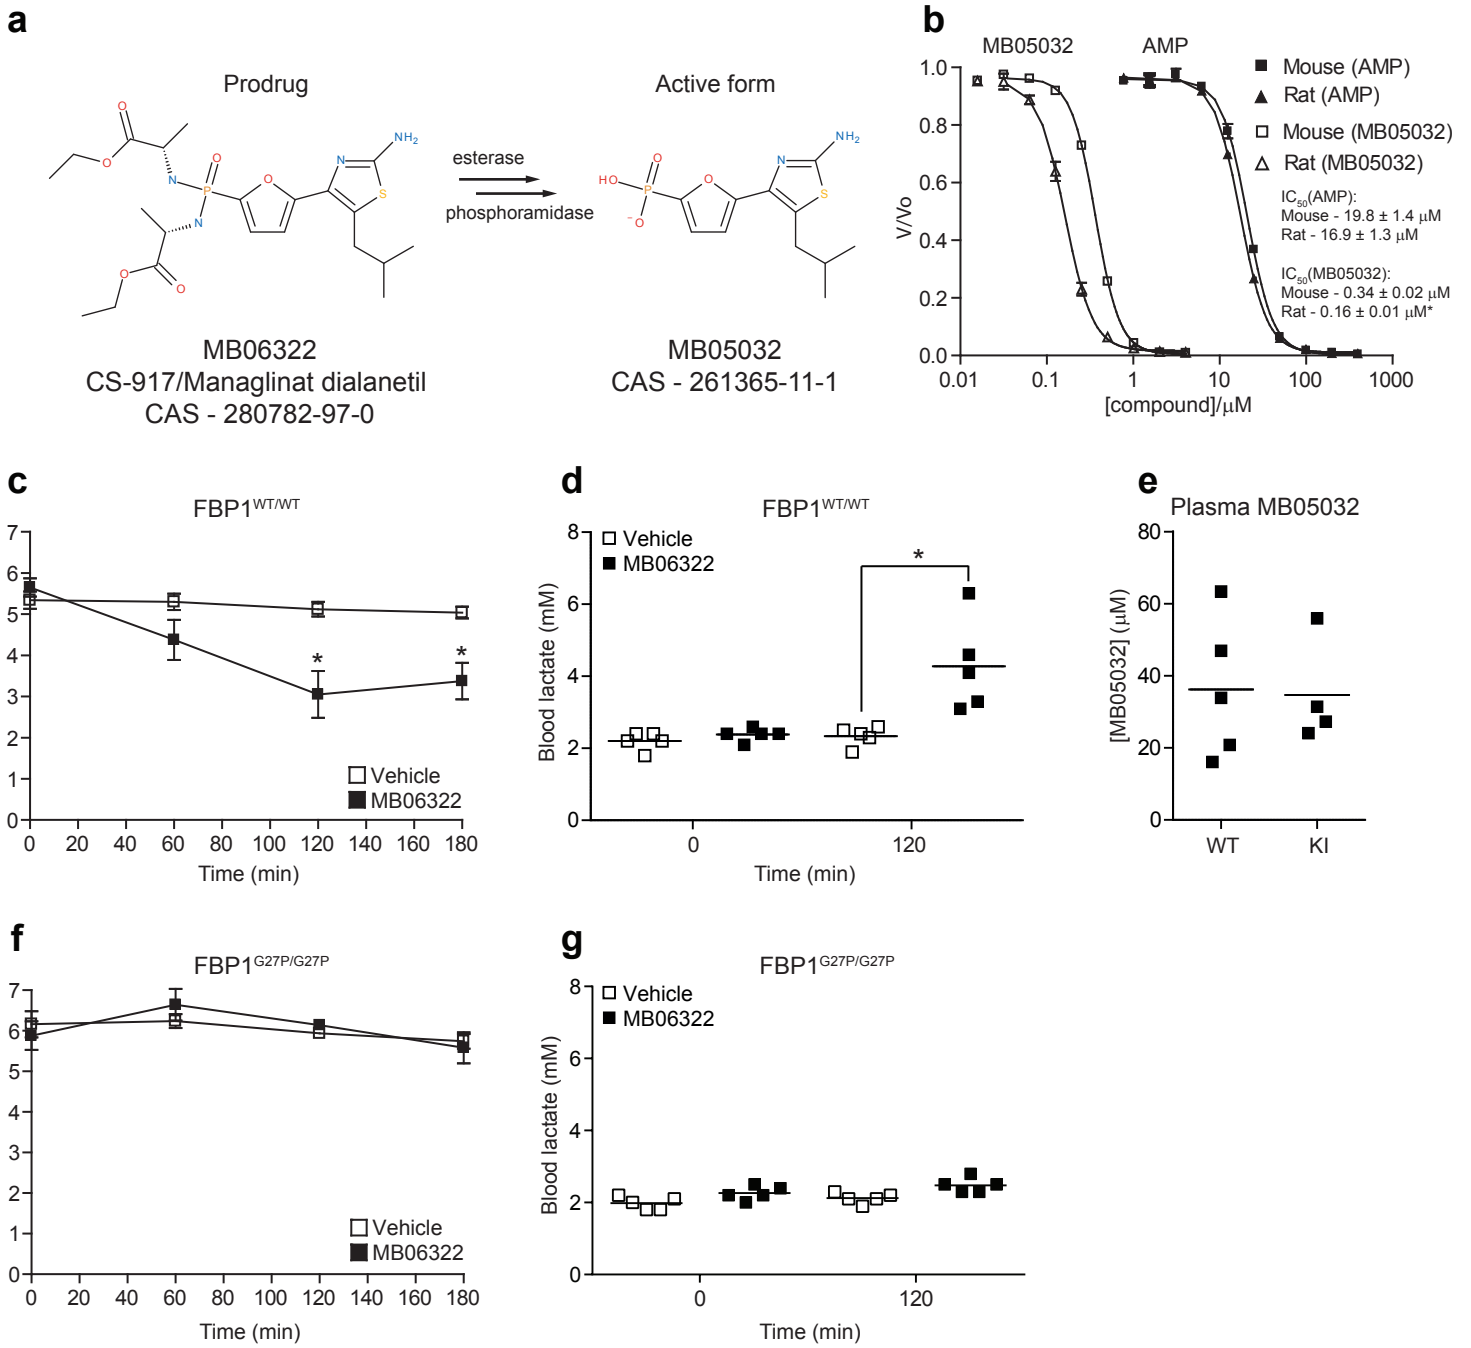 a
Prodrug
Active form
O
O
O
N
P
N
O
O
O
N
NH2
S
esterase
phosphoramidase
HO
O
P
−O
O
N
NH2
S
MB06322
CS-917/Managlinat dialanetil
CAS - 280782-97-0
MB05032
CAS - 261365-11-1
b
MB05032
AMP
Mouse (AMP)
Rat (AMP)
Mouse (MB05032)
Rat (MB05032)
IC50(AMP):
Mouse - 19.8 ± 1.4 μM
Rat - 16.9 ± 1.3 μM
IC50(MB05032):
Mouse - 0.34 ± 0.02 μM
Rat - 0.16 ± 0.01 μM*
V/Vo
1.0
0.8
0.6
0.4
0.2
0.0
0.01 0.1 1 10 100 1000
[compound]/μM
c
FBP1WT/WT
7
6
5
4
3
2
1
0
* *
Vehicle
MB06322
0 20 40 60 80 100 120 140 160 180
Time (min)
d
FBP1WT/WT
Vehicle
MB06322
*
Blood lactate (mM)
8
6
4
2
0
0 120
Time (min)
e
Plasma MB05032
[MB05032] (μM)
80
60
40
20
0
WT KI
f
FBP1G27P/G27P
7
6
5
4
3
2
1
0
Vehicle
MB06322
0 20 40 60 80 100 120 140 160 180
Time (min)
g
FBP1G27P/G27P
Vehicle
MB06322
Blood lactate (mM)
8
6
4
2
0
0 120
Time (min)